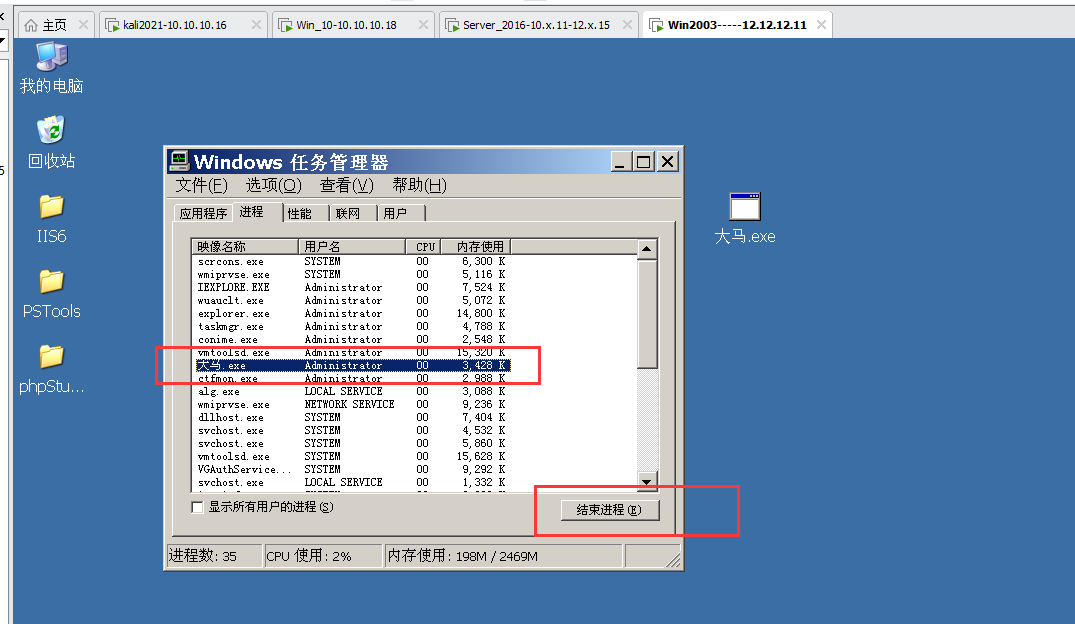 主页
kali2021-10.10.10.16
Win_10-10.10.10.18
Server_2016-10.x.11-12.x.15
Win2003-----12.12.12.11
我的电脑
回收站
IIS6
PSTools
phpStu...
大马.exe
Windows 任务管理器
文件(F) 选项(O) 查看(V) 帮助(H)
应用程序 进程 性能 联网 用户
映像名称 用户名 CPU 内存使用
scrcons.exe SYSTEM 00 6,300 K
wmiprvse.exe SYSTEM 00 5,116 K
IEXPLORE.EXE Administrator 00 7,524 K
wuauclt.exe Administrator 00 5,072 K
explorer.exe Administrator 00 14,800 K
taskmgr.exe Administrator 00 4,788 K
conime.exe Administrator 00 2,548 K
vmtoolsd.exe Administrator 00 15,320 K
大马.exe Administrator 00 3,428 K
ctfmon.exe Administrator 00 2,988 K
alg.exe LOCAL SERVICE 00 3,088 K
wmiprvse.exe NETWORK SERVICE 00 9,236 K
dllhost.exe SYSTEM 00 7,404 K
svchost.exe SYSTEM 00 4,532 K
svchost.exe SYSTEM 00 5,860 K
vmtoolsd.exe SYSTEM 00 15,628 K
VGAuthService... SYSTEM 00 9,292 K
svchost.exe LOCAL SERVICE 00 1,332 K
显示所有用户的进程(S)
结束进程(E)
进程数: 35 CPU 使用: 2% 内存使用: 198M / 2469M